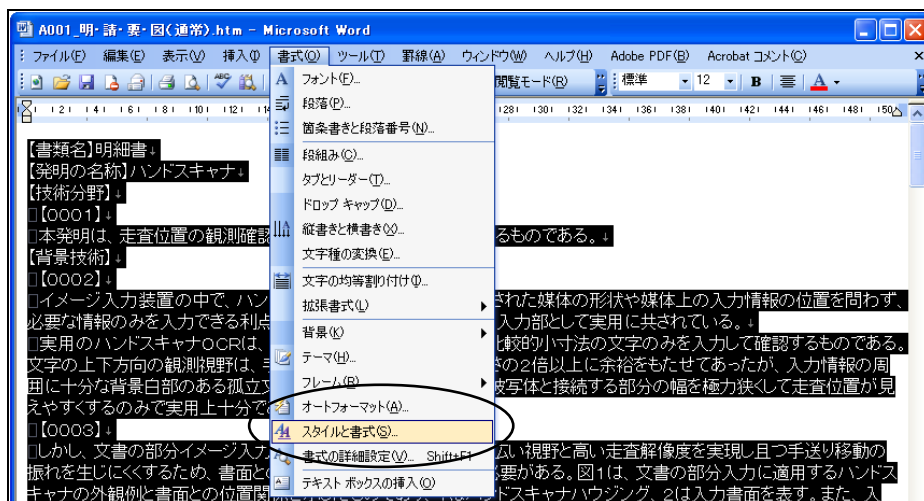 A001_明・請・要・図(通常).htm - Microsoft Word
ファイル(F) 編集(E) 表示(V) 挿入(I) 書式(O) ツール(T) 罫線(A) ウィンドウ(W) ヘルプ(H) Adobe PDF(B) Acrobat コメント(C)
閲覧モード(R) 標準 12 B A
2 4 6 8 10 12 28 30 32 34 36 38 40 42 44 46 48 50
フォント(F)...
段落(P)...
箇条書きと段落番号(N)...
段組み(C)...
タブとリーダー(T)...
ドロップ キャップ(D)...
縦書きと横書き(X)...
文字種の変換(E)...
文字の均等割り付け(I)...
拡張書式(L)
背景(K)
テーマ(H)...
フレーム(R)
オートフォーマット(A)...
スタイルと書式(S)...
書式の詳細設定(V)... Shift+F1
テキスト ボックスの挿入(O)
【書類名】明細書↓
【発明の名称】ハンドスキャナ↓
【技術分野】↓
【0001】↓
本発明は、走査位置の観測確認 るものである。↓
【背景技術】↓
【0002】↓
イメージ入力装置の中で、ハン された媒体の形状や媒体上の入力情報の位置を問わず、
必要な情報のみを入力できる利点 入力部として実用に共されている。↓
実用のハンドスキャナOCRは、 比較的小寸法の文字のみを入力して確認するものである。
文字の上下方向の観測視野は、 の2倍以上に余裕をもたせてあったが、入力情報の周
囲に十分な背景白部のある孤立文 被写体と接続する部分の幅を極力狭くして走査位置が見
えやすくするのみで実用上十分で
【0003】↓
しかし、文書の部分イメージ入力 広い視野と高い走査解像度を実現し且つ手送り移動の
振れを生じにくくするため、書面と 必要がある。図1は、文書の部分入力に適用するハンドス
キャナの外観例と書面との位置関係 ドスキャナハウジング、2は入力書面を表す。また、入